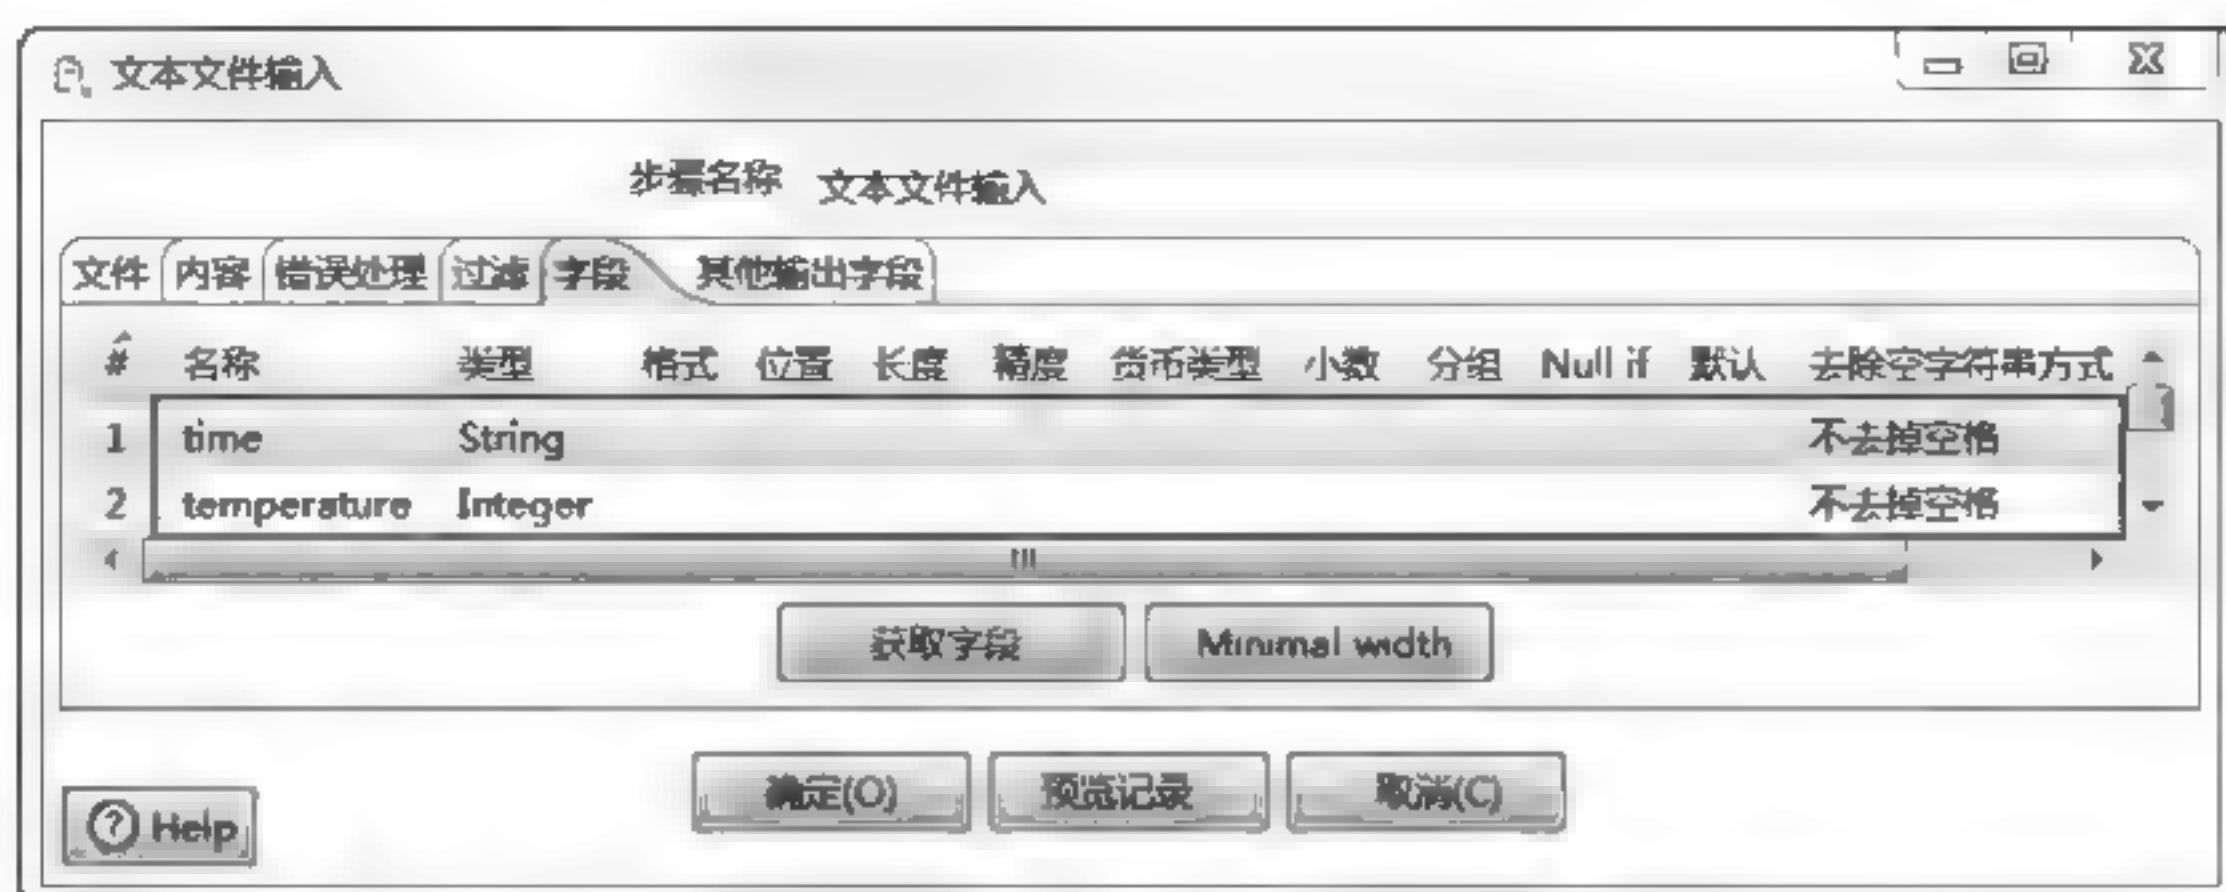 文本文件输入
步骤名称 文本文件输入
文件 内容 错误处理 过滤 字段 其他输出字段
# 名称 类型 格式 位置 长度 精度 货币类型 小数 分组 Null if 默认 去除空字符串方式
1 time String 不去掉空格
2 temperature Integer 不去掉空格
获取字段 Minimal width
确定(O) 预览记录 取消(C)
Help